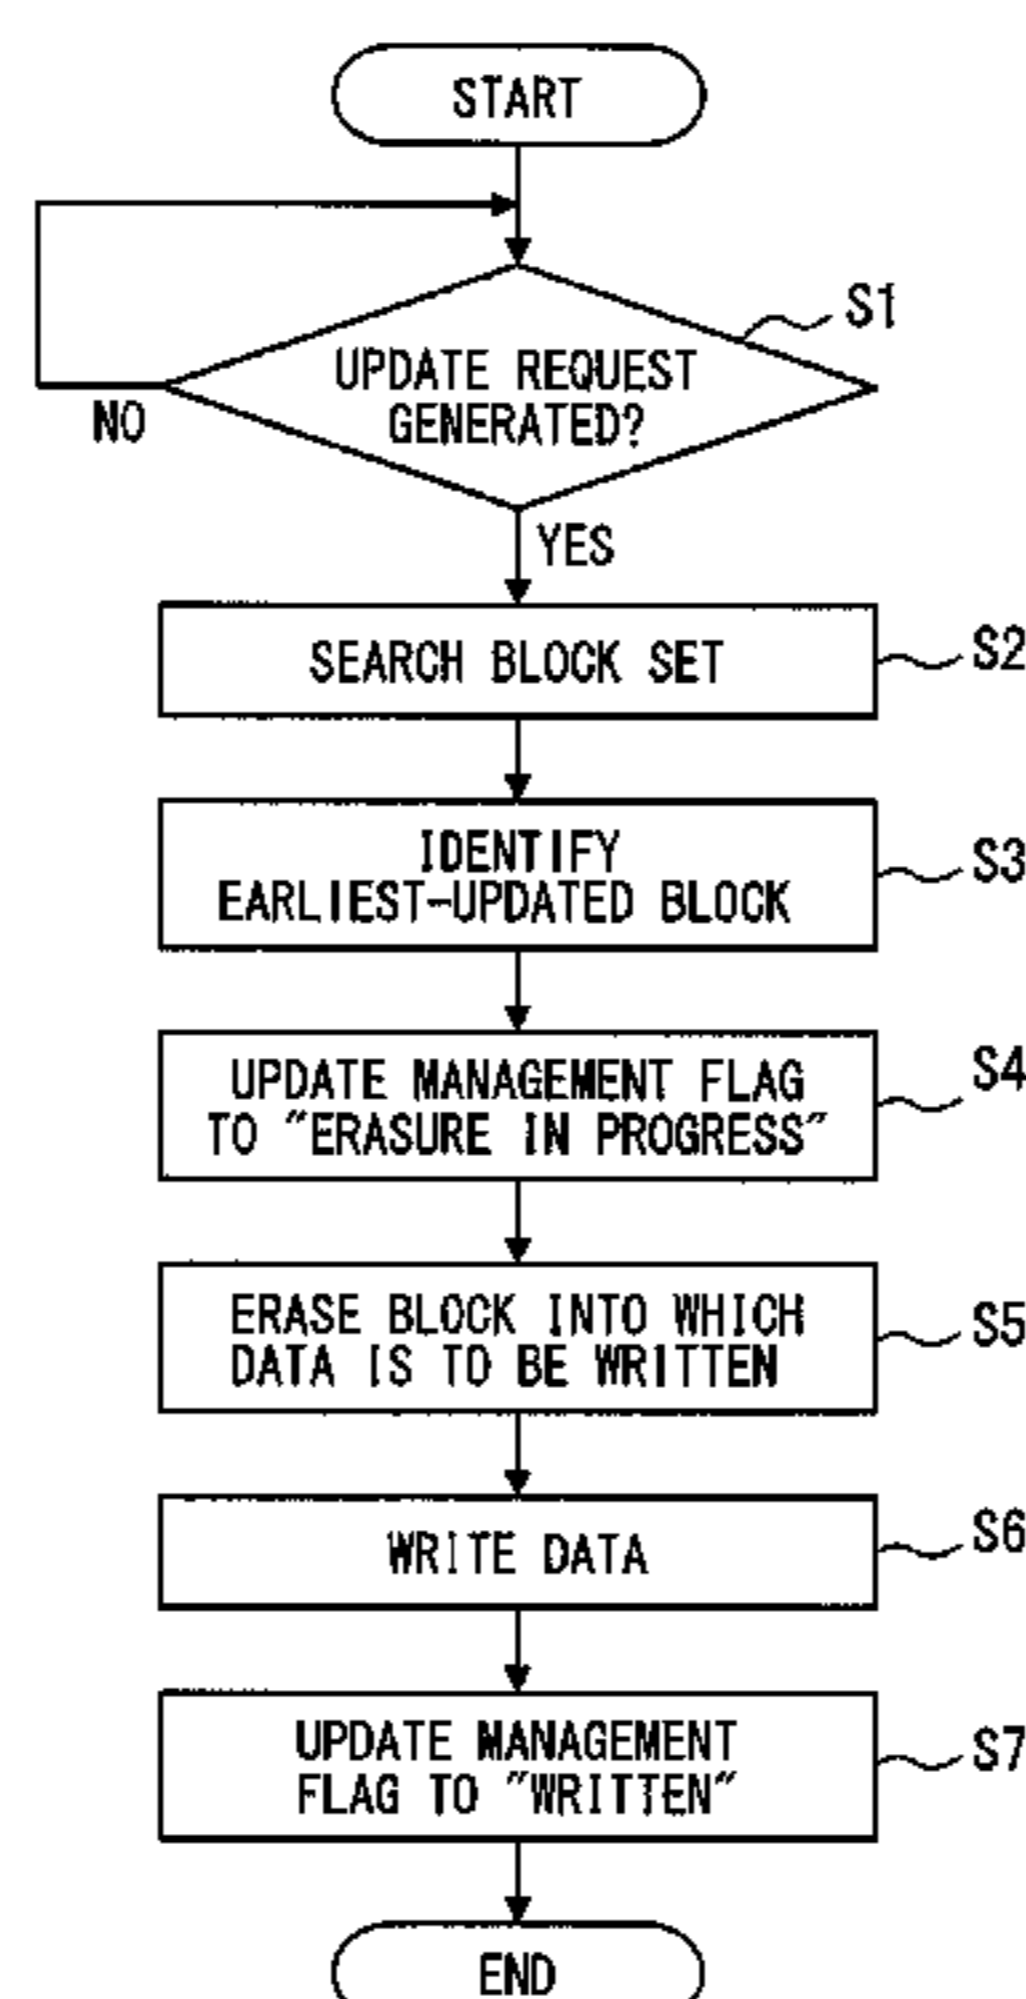 START
S1
UPDATE REQUEST
GENERATED?
NO
YES
SEARCH BLOCK SET
S2
IDENTIFY
EARLIEST-UPDATED BLOCK
S3
UPDATE MANAGEMENT FLAG
TO "ERASURE IN PROGRESS"
S4
ERASE BLOCK INTO WHICH
DATA IS TO BE WRITTEN
S5
WRITE DATA
S6
UPDATE MANAGEMENT
FLAG TO "WRITTEN"
S7
END